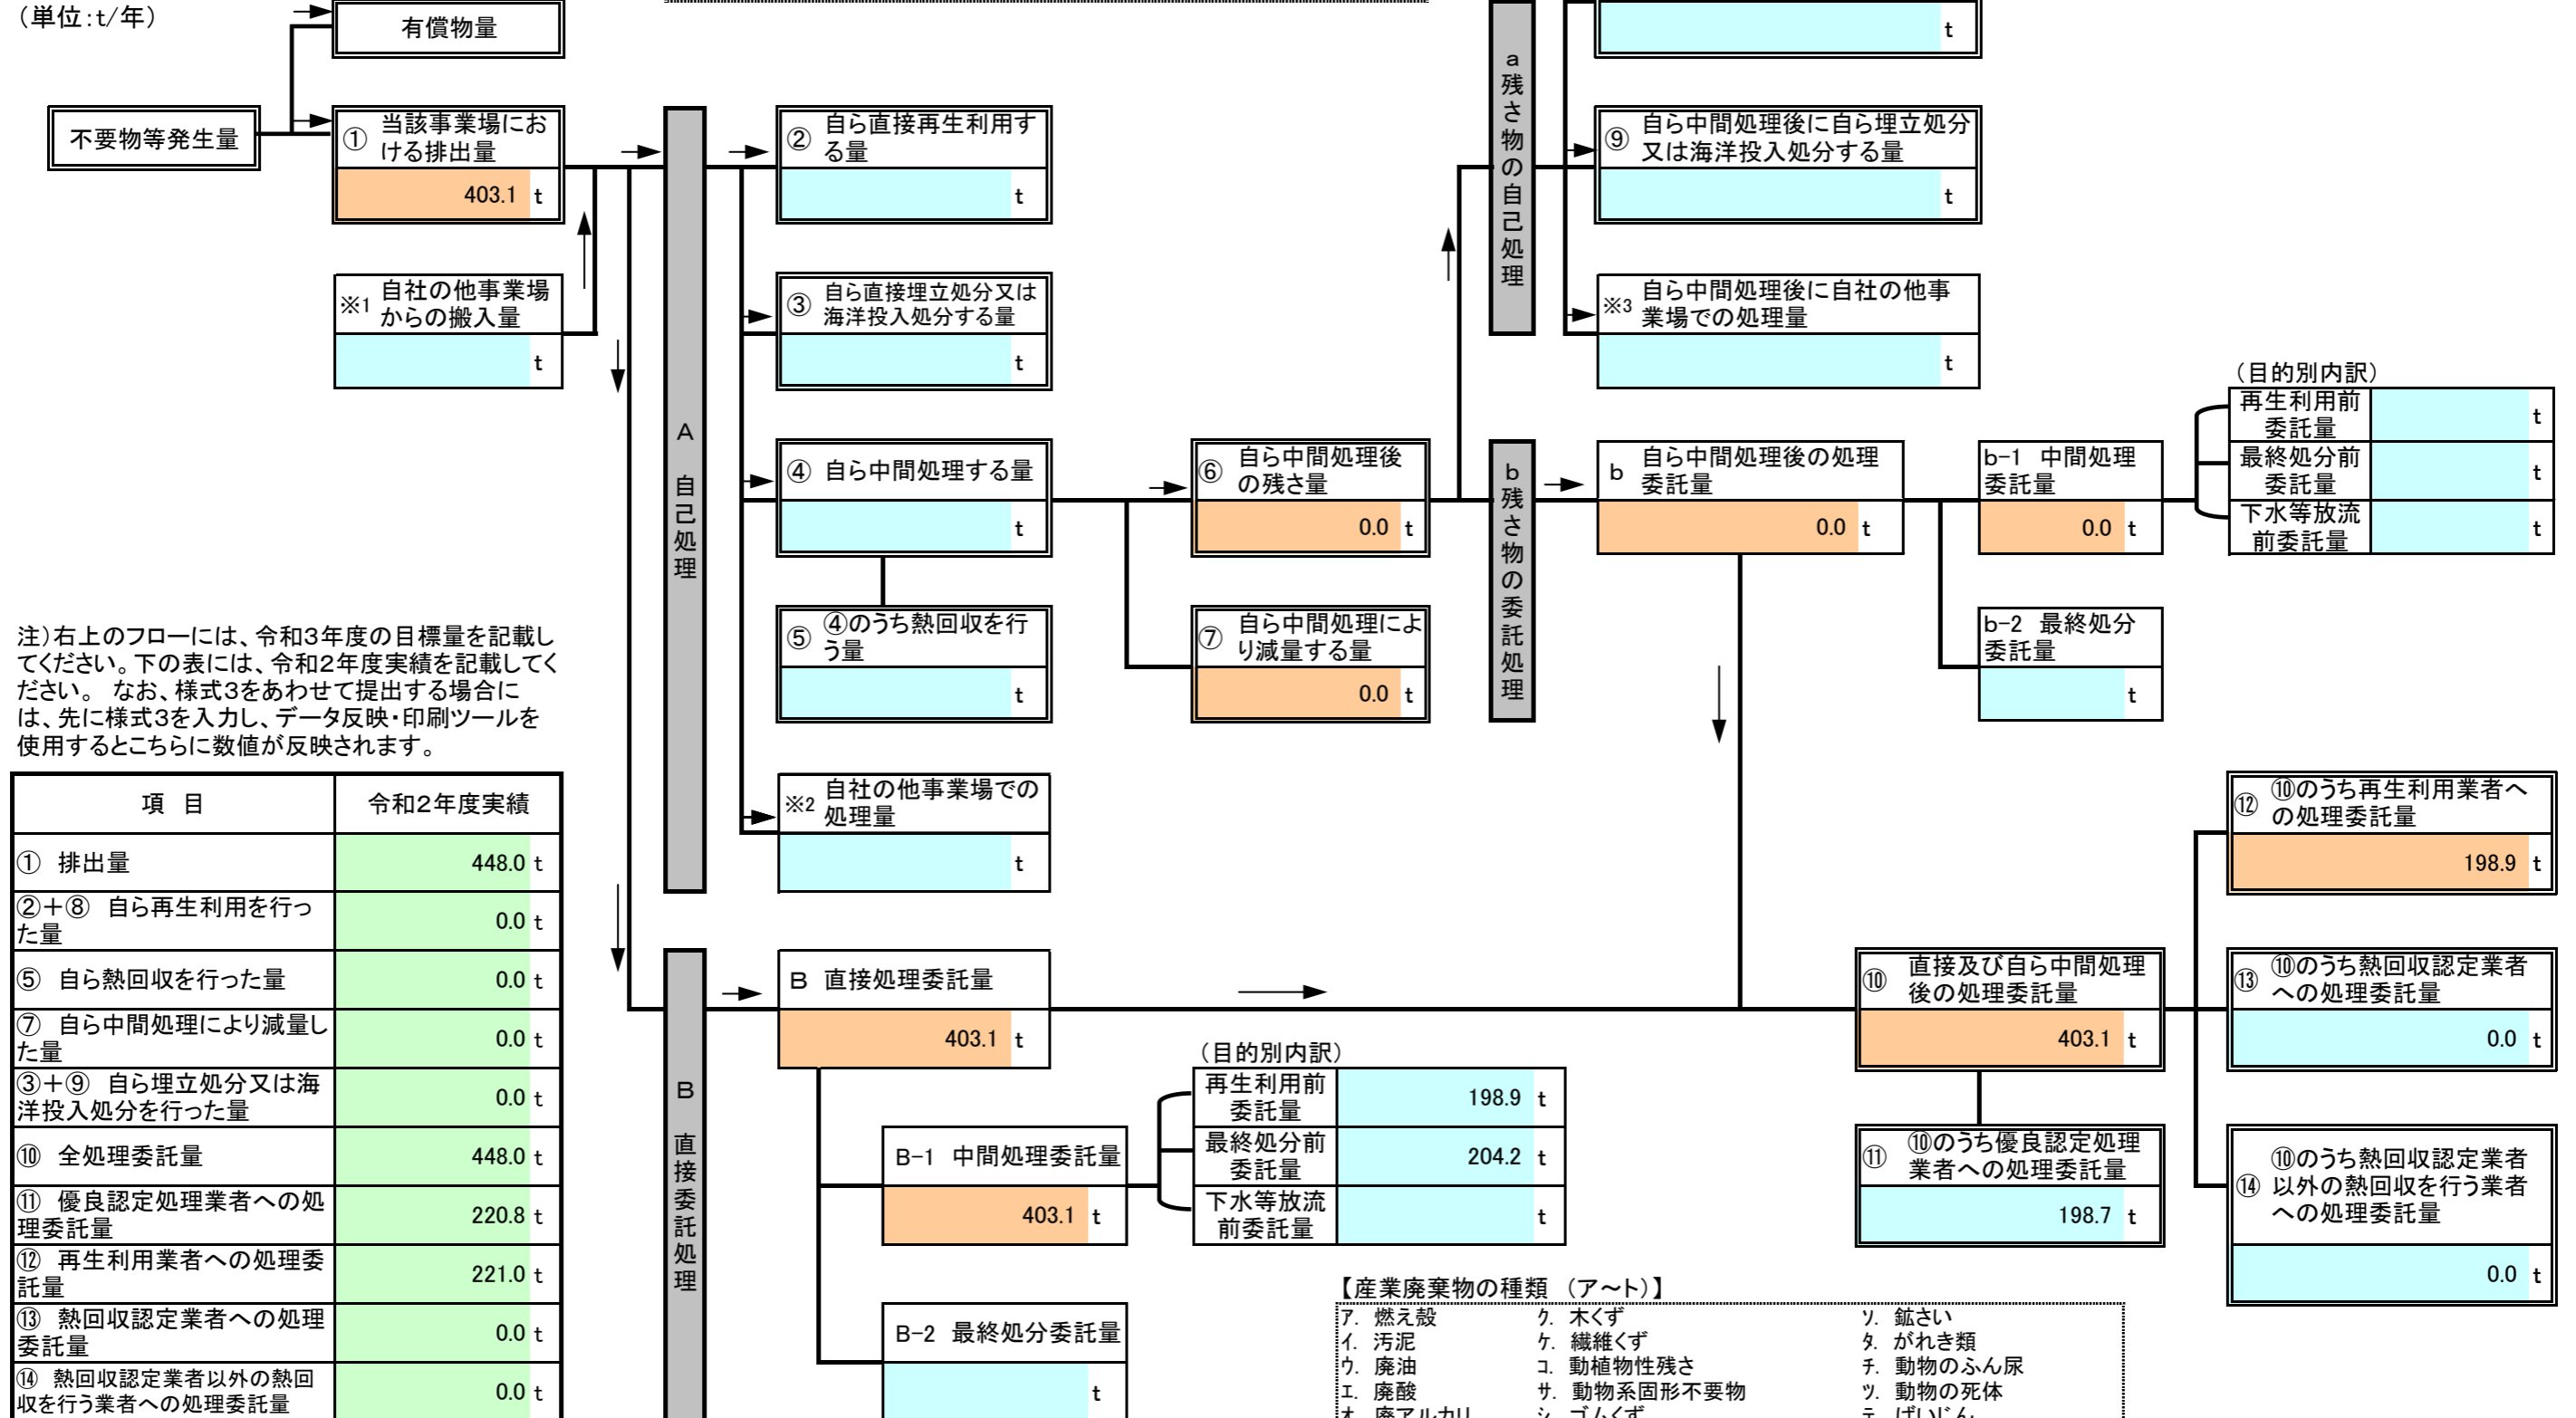 （単位：t/年）
有償物量
t
不要物等発生量
① 当該事業場にお
ける排出量
403.1 t
※1 自社の他事業場
からの搬入量
t
A 自己処理
② 自ら直接再生利用す
る量
t
③ 自ら直接埋立処分又は
海洋投入処分する量
t
④ 自ら中間処理する量
t
⑤ ④のうち熱回収を行
う量
t
※2 自社の他事業場での
処理量
t
⑥ 自ら中間処理後
の残さ量
0.0 t
⑦ 自ら中間処理によ
り減量する量
0.0 t
a 残さ物の自己処理
⑨ 自ら中間処理後に自ら埋立処分
又は海洋投入処分する量
t
※3 自ら中間処理後に自社の他事
業場での処理量
t
b 残さ物の委託処理
b 自ら中間処理後の処理
委託量
0.0 t
b-1 中間処理
委託量
0.0 t
（目的別内訳）
再生利用前
委託量
t
最終処分前
委託量
t
下水等放流
前委託量
t
b-2 最終処分
委託量
t
注）右上のフローには、令和３年度の目標量を記載し
てください。下の表には、令和２年度実績を記載してく
ださい。 なお、様式３をあわせて提出する場合に
は、先に様式３を入力し、データ反映・印刷ツールを
使用するとこちらに数値が反映されます。
項 目 令和２年度実績
① 排出量 448.0 t
②＋⑧ 自ら再生利用を行っ
た量 0.0 t
⑤ 自ら熱回収を行った量 0.0 t
⑦ 自ら中間処理により減量し
た量 0.0 t
③＋⑨ 自ら埋立処分又は海
洋投入処分を行った量 0.0 t
⑩ 全処理委託量 448.0 t
⑪ 優良認定処理業者への処
理委託量 220.8 t
⑫ 再生利用業者への処理委
託量 221.0 t
⑬ 熱回収認定業者への処理
委託量 0.0 t
⑭ 熱回収認定業者以外の熱回
収を行う業者への処理委託量 0.0 t
B 直接委託処理
B 直接処理委託量
403.1 t
B-1 中間処理委託量
403.1 t
（目的別内訳）
再生利用前
委託量 198.9 t
最終処分前
委託量 204.2 t
下水等放流
前委託量 t
B-2 最終処分委託量
t
⑩ 直接及び自ら中間処理
後の処理委託量
403.1 t
⑪ ⑩のうち優良認定処理
業者への処理委託量
198.7 t
⑫ ⑩のうち再生利用業者へ
の処理委託量
198.9 t
⑬ ⑩のうち熱回収認定業者
への処理委託量
0.0 t
⑭ ⑩のうち熱回収認定業者
以外の熱回収を行う業者
への処理委託量
0.0 t
【産業廃棄物の種類 （ア～ト）】
ｱ. 燃え殻 ｸ. 木くず ｿ. 鉱さい
ｲ. 汚泥 ｹ. 繊維くず ﾀ. がれき類
ｳ. 廃油 ｺ. 動植物性残さ ﾁ. 動物のふん尿
ｴ. 廃酸 ｻ. 動物系固形不要物 ﾂ. 動物の死体
ｵ. 廃アルカリ ｼ. ゴムくず ﾃ. ばいじん